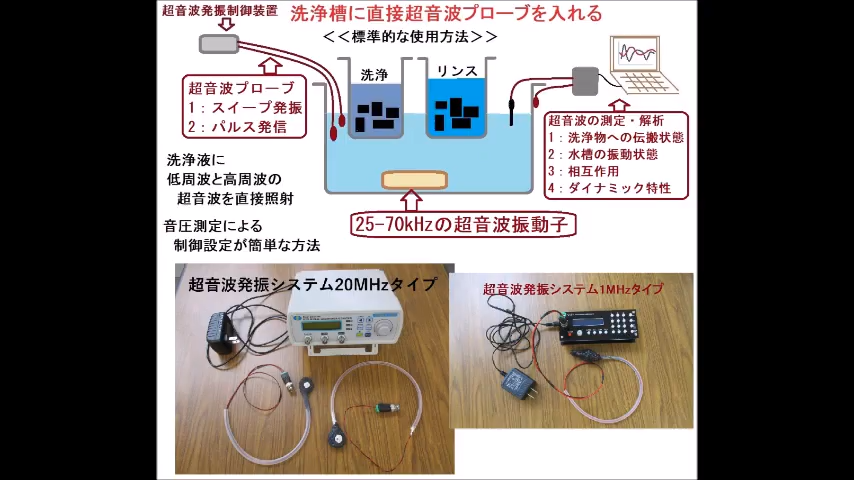 超音波発振制御装置
洗浄槽に直接超音波プローブを入れる
<<標準的な使用方法>>
洗浄
リンス
超音波プローブ
1：スイープ発振
2：パルス発信
超音波の測定・解析
1：洗浄物への伝搬状態
2：水槽の振動状態
3：相互作用
4：ダイナミック特性
洗浄液に
低周波と高周波の
超音波を直接照射
音圧測定による
制御設定が簡単な方法
25-70kHzの超音波振動子
超音波発振システム20MHzタイプ
超音波発振システム1MHzタイプ